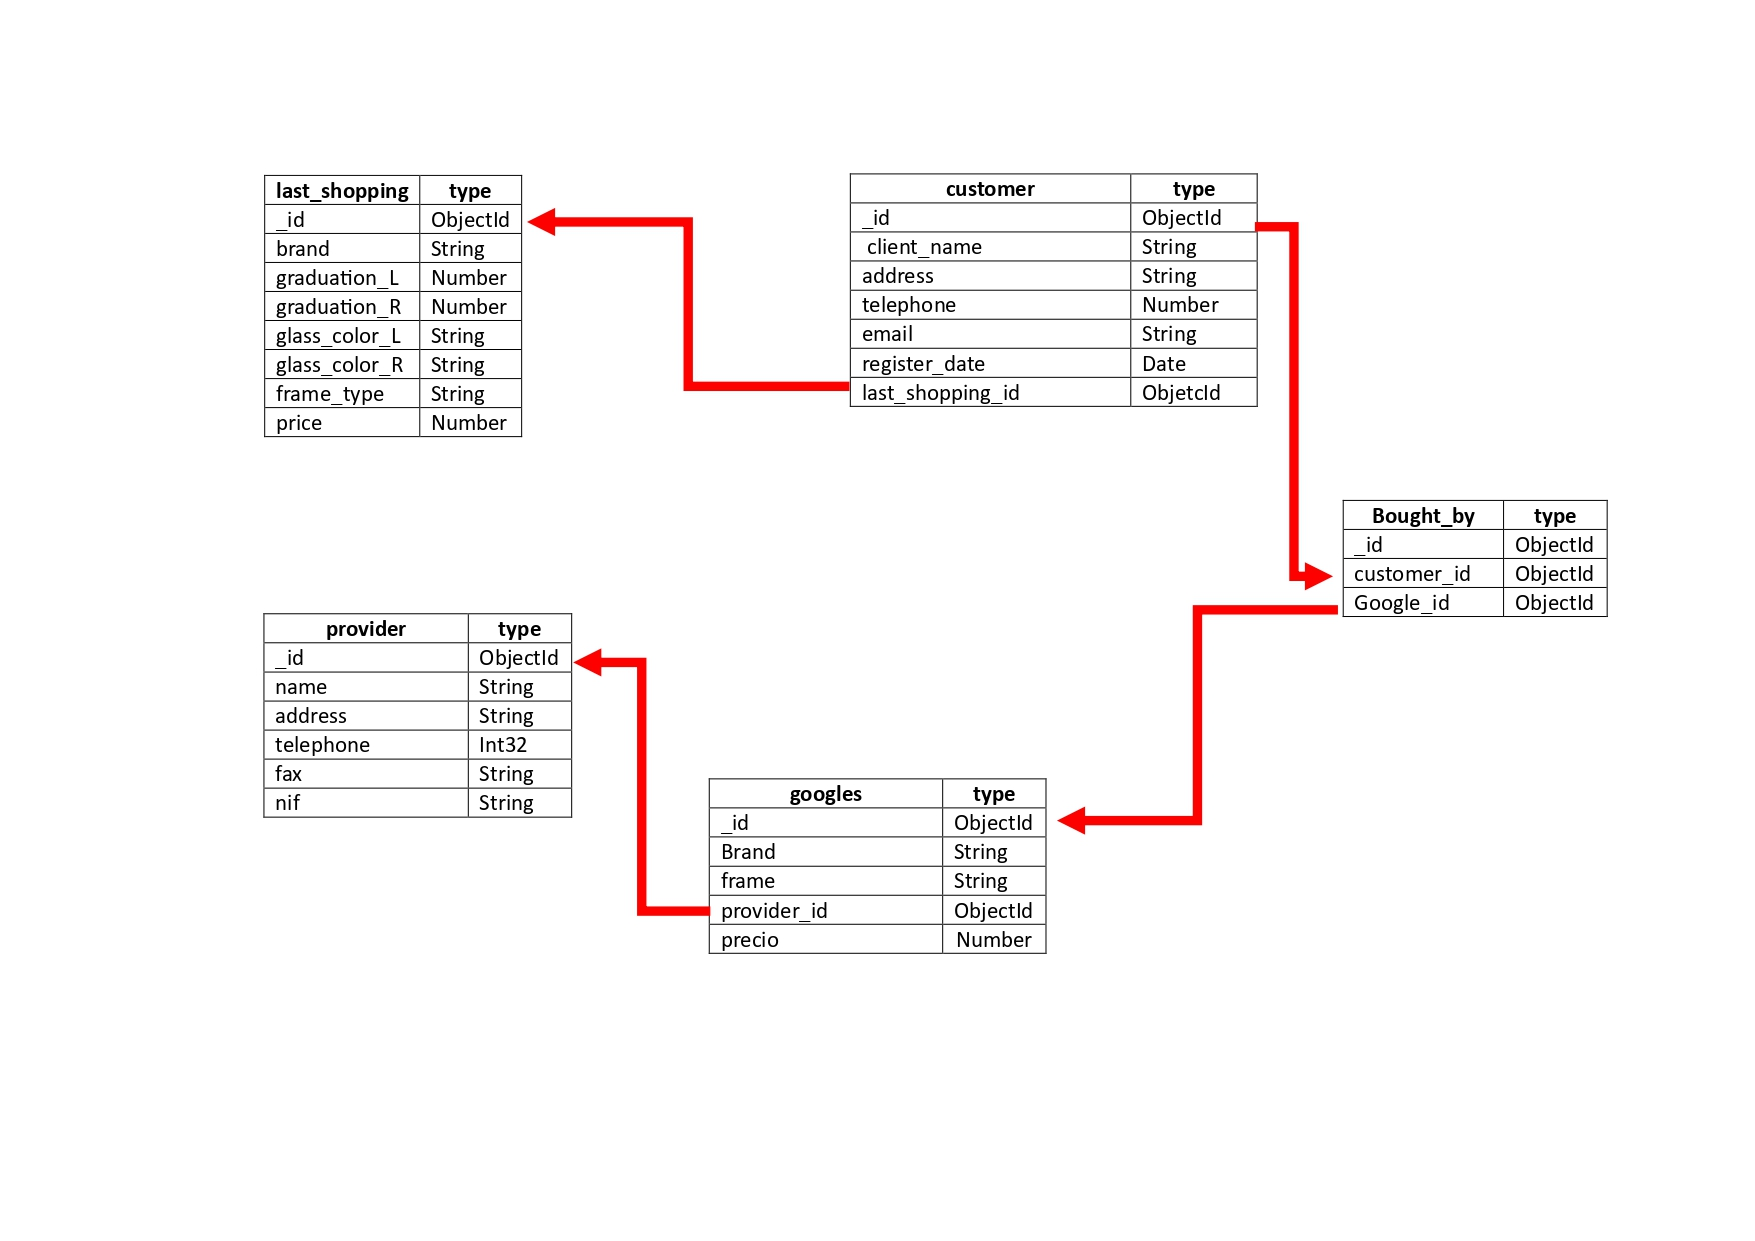 last_shopping type
_id ObjectId
brand String
graduation_L Number
graduation_R Number
glass_color_L String
glass_color_R String
frame_type String
price Number
customer type
_id ObjectId
client_name String
address String
telephone Number
email String
register_date Date
last_shopping_id ObjetcId
Bought_by type
_id ObjectId
customer_id ObjectId
Google_id ObjectId
provider type
_id ObjectId
name String
address String
telephone Int32
fax String
nif String
googles type
_id ObjectId
Brand String
frame String
provider_id ObjectId
precio Number